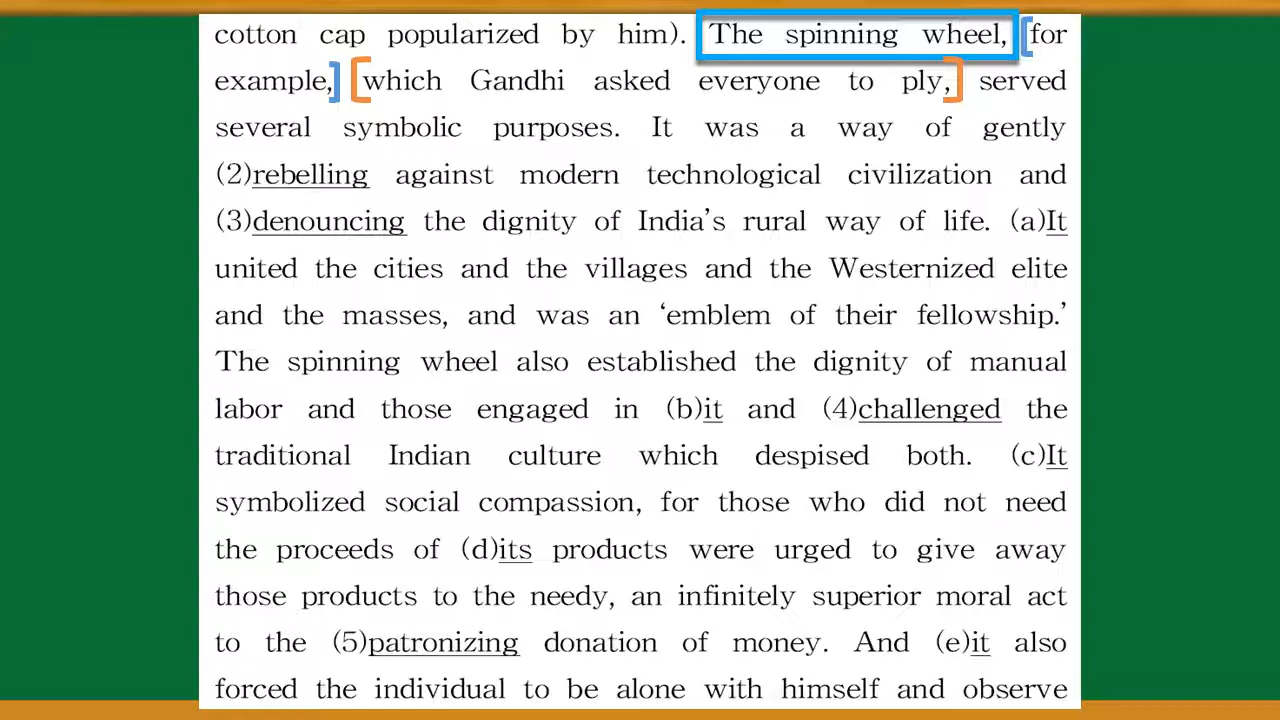 cotton cap popularized by him). The spinning wheel, [for
example,] [which Gandhi asked everyone to ply,] served
several symbolic purposes. It was a way of gently
(2)rebelling against modern technological civilization and
(3)denouncing the dignity of India’s rural way of life. (a)It
united the cities and the villages and the Westernized elite
and the masses, and was an ‘emblem of their fellowship.’
The spinning wheel also established the dignity of manual
labor and those engaged in (b)it and (4)challenged the
traditional Indian culture which despised both. (c)It
symbolized social compassion, for those who did not need
the proceeds of (d)its products were urged to give away
those products to the needy, an infinitely superior moral act
to the (5)patronizing donation of money. And (e)it also
forced the individual to be alone with himself and observe